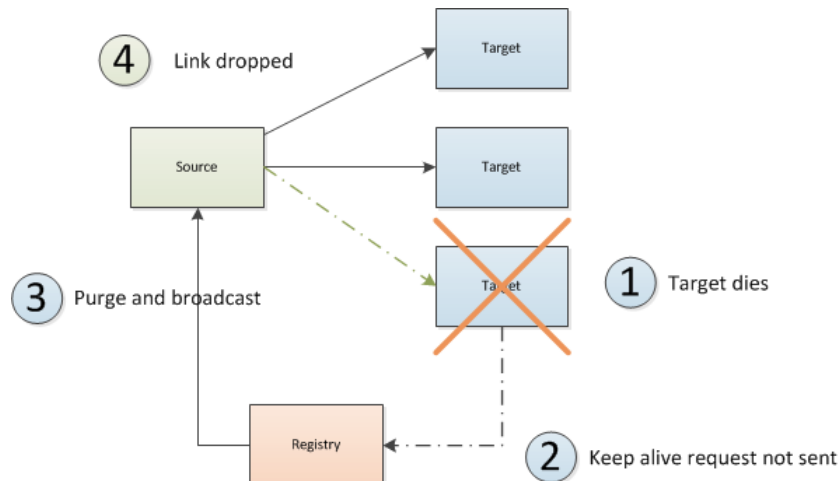 4 Link dropped
Target
Source
Target
Target
1 Target dies
3 Purge and broadcast
Registry
2 Keep alive request not sent